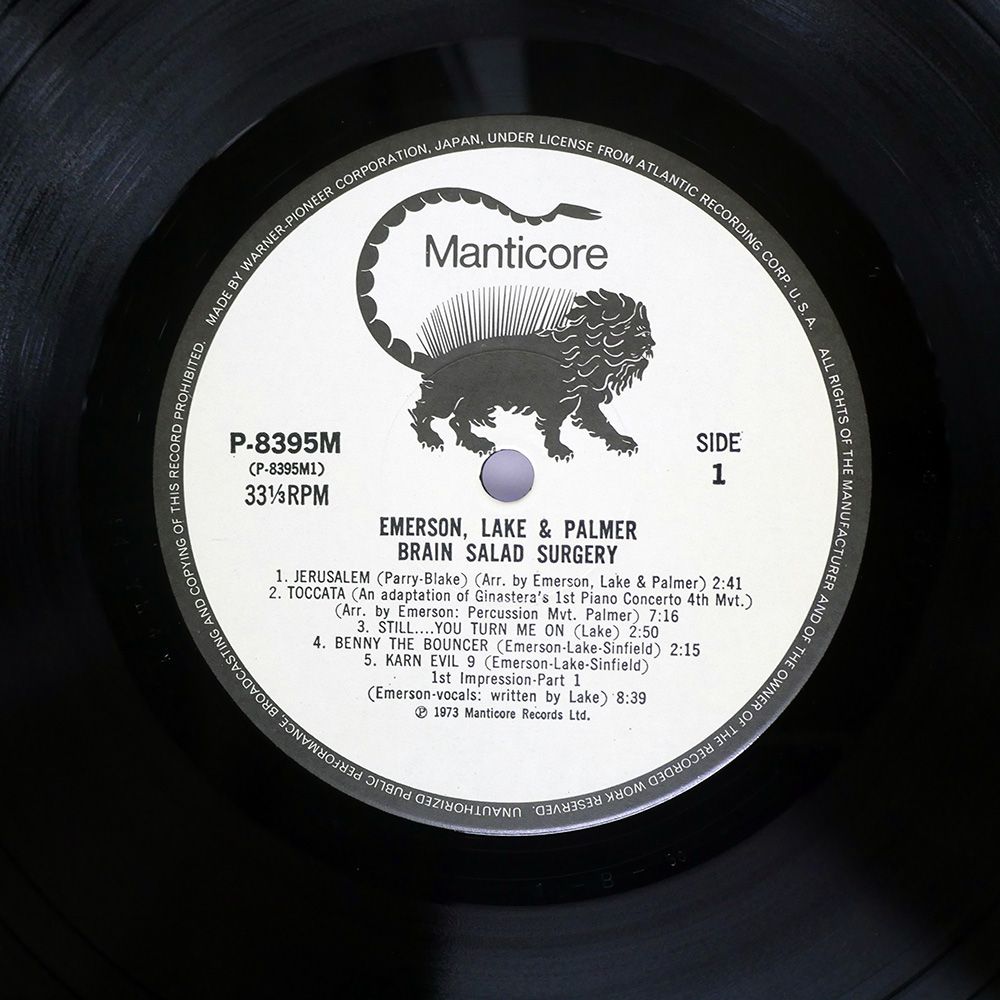 MADE BY WARNER-PIONEER CORPORATION, JAPAN, UNDER LICENSE FROM ATLANTIC RECORDING CORP. U.S.A.
ALL RIGHTS OF THE MANUFACTURER AND OF THE OWNER OF THE RECORDED WORK RESERVED.
UNAUTHORIZED PUBLIC PERFORMANCE, BROADCASTING AND COPYING OF THIS RECORD PROHIBITED.
Manticore
P-8395M
(P-8395M1)
33⅓RPM
SIDE
1
EMERSON, LAKE & PALMER
BRAIN SALAD SURGERY
1. JERUSALEM (Parry-Blake) (Arr. by Emerson, Lake & Palmer) 2:41
2. TOCCATA (An adaptation of Ginastera's 1st Piano Concerto 4th Mvt.)
(Arr. by Emerson: Percussion Mvt. Palmer) 7:16
3. STILL....YOU TURN ME ON (Lake) 2:50
4. BENNY THE BOUNCER (Emerson-Lake-Sinfield) 2:15
5. KARN EVIL 9 (Emerson-Lake-Sinfield)
1st Impression-Part 1
(Emerson-vocals: written by Lake) 8:39
℗ 1973 Manticore Records Ltd.